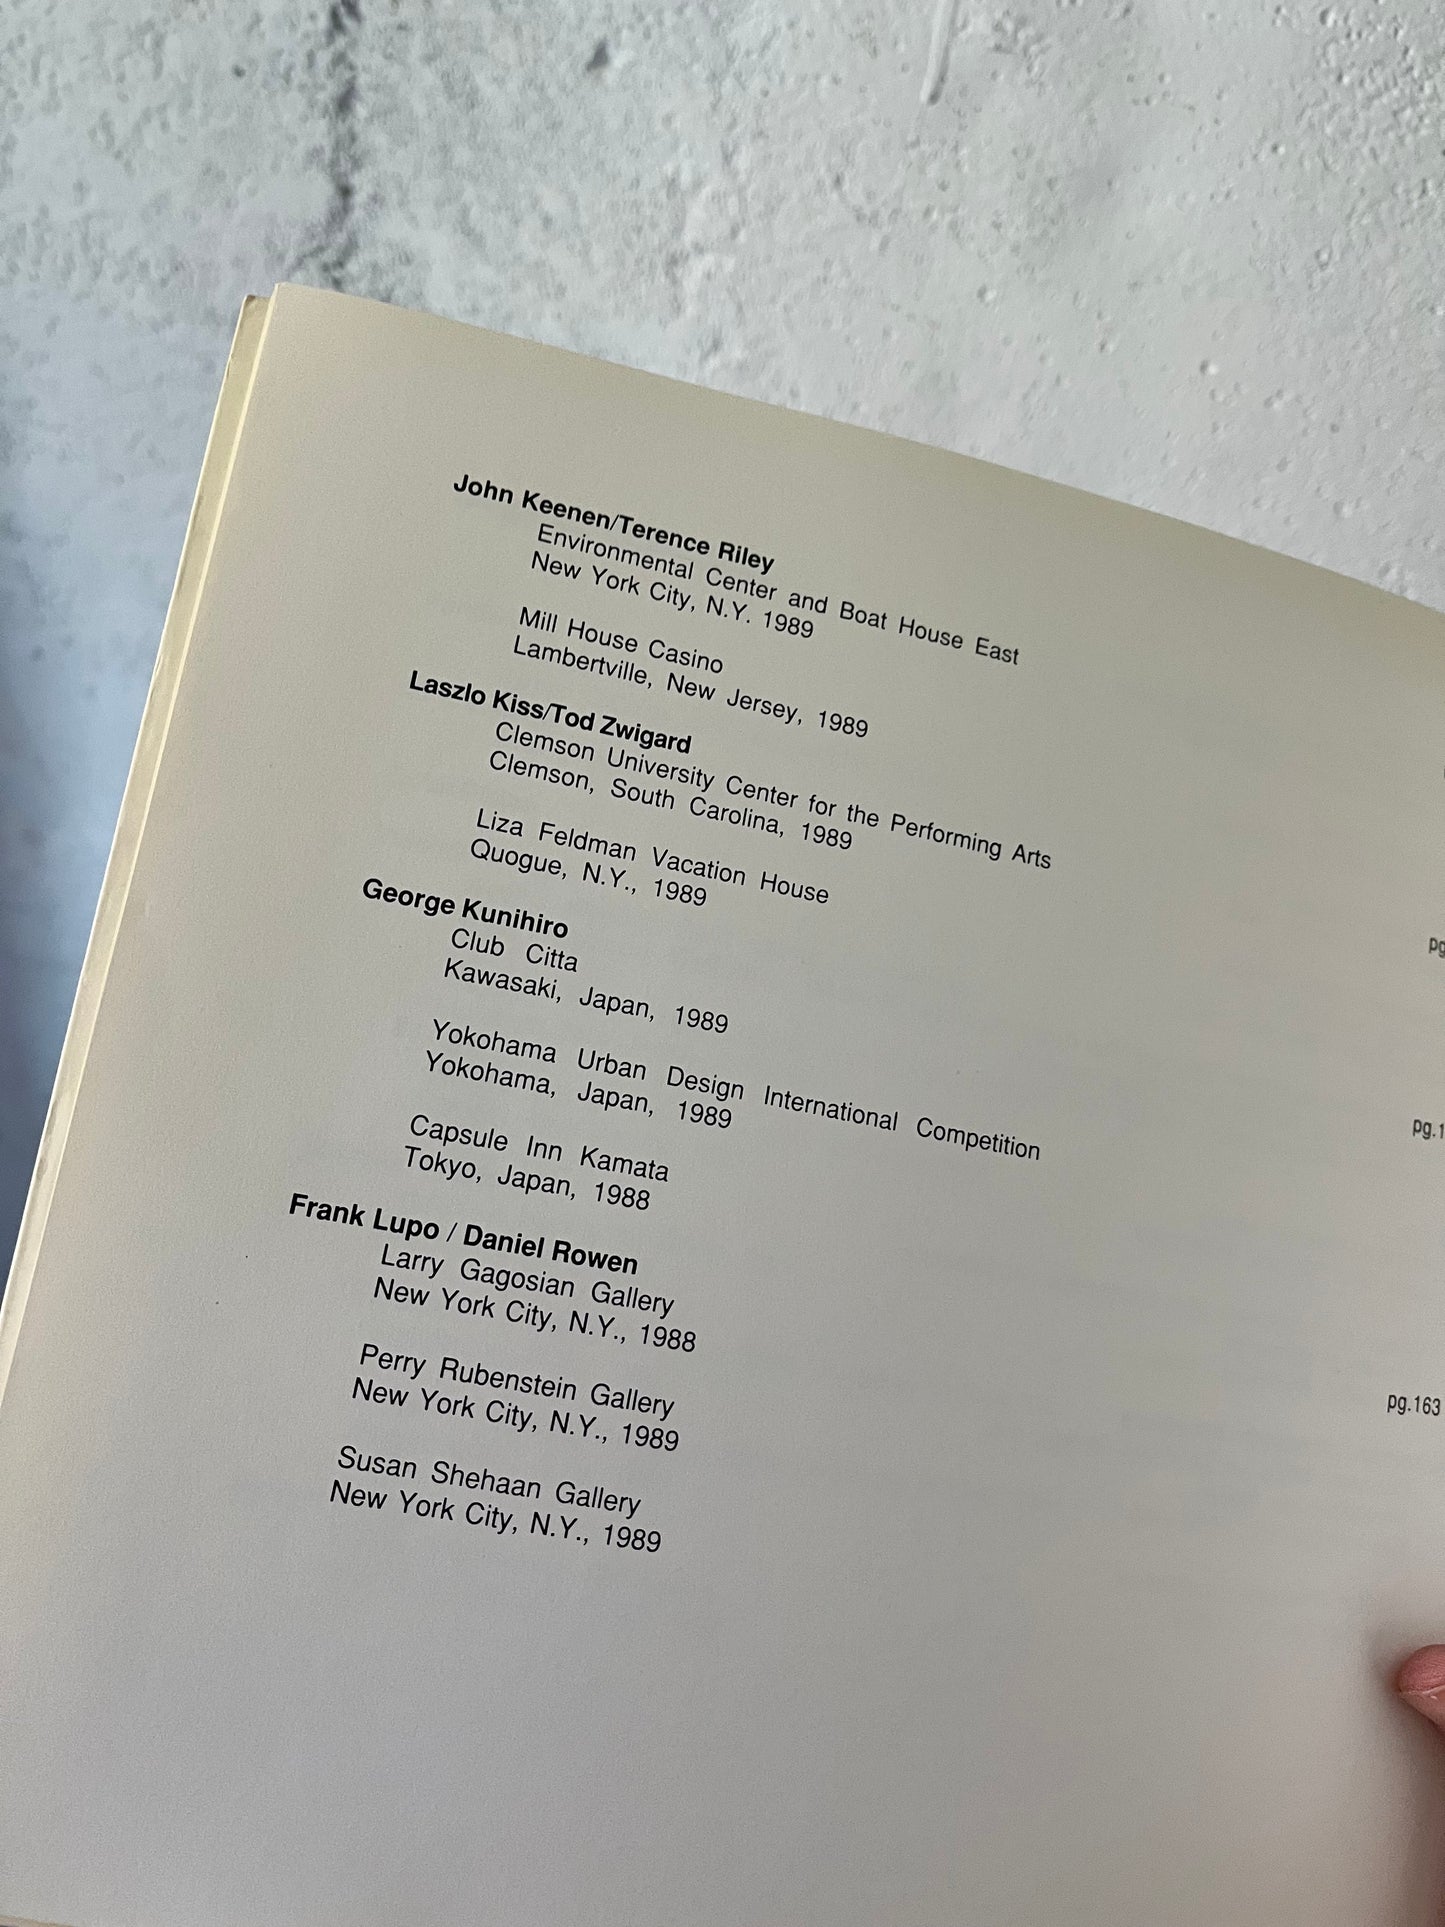 John Keenen/Terence Riley
Environmental Center and Boat House East
New York City, N.Y. 1989
Mill House Casino
Lambertville, New Jersey, 1989
Laszlo Kiss/Tod Zwigard
Clemson University Center for the Performing Arts
Clemson, South Carolina, 1989
Liza Feldman Vacation House
Quogue, N.Y., 1989
pg
George Kunihiro
Club Citta
Kawasaki, Japan, 1989
Yokohama Urban Design International Competition
Yokohama, Japan, 1989
pg.1
Capsule Inn Kamata
Tokyo, Japan, 1988
Frank Lupo / Daniel Rowen
Larry Gagosian Gallery
New York City, N.Y., 1988
pg.163
Perry Rubenstein Gallery
New York City, N.Y., 1989
Susan Shehaan Gallery
New York City, N.Y., 1989